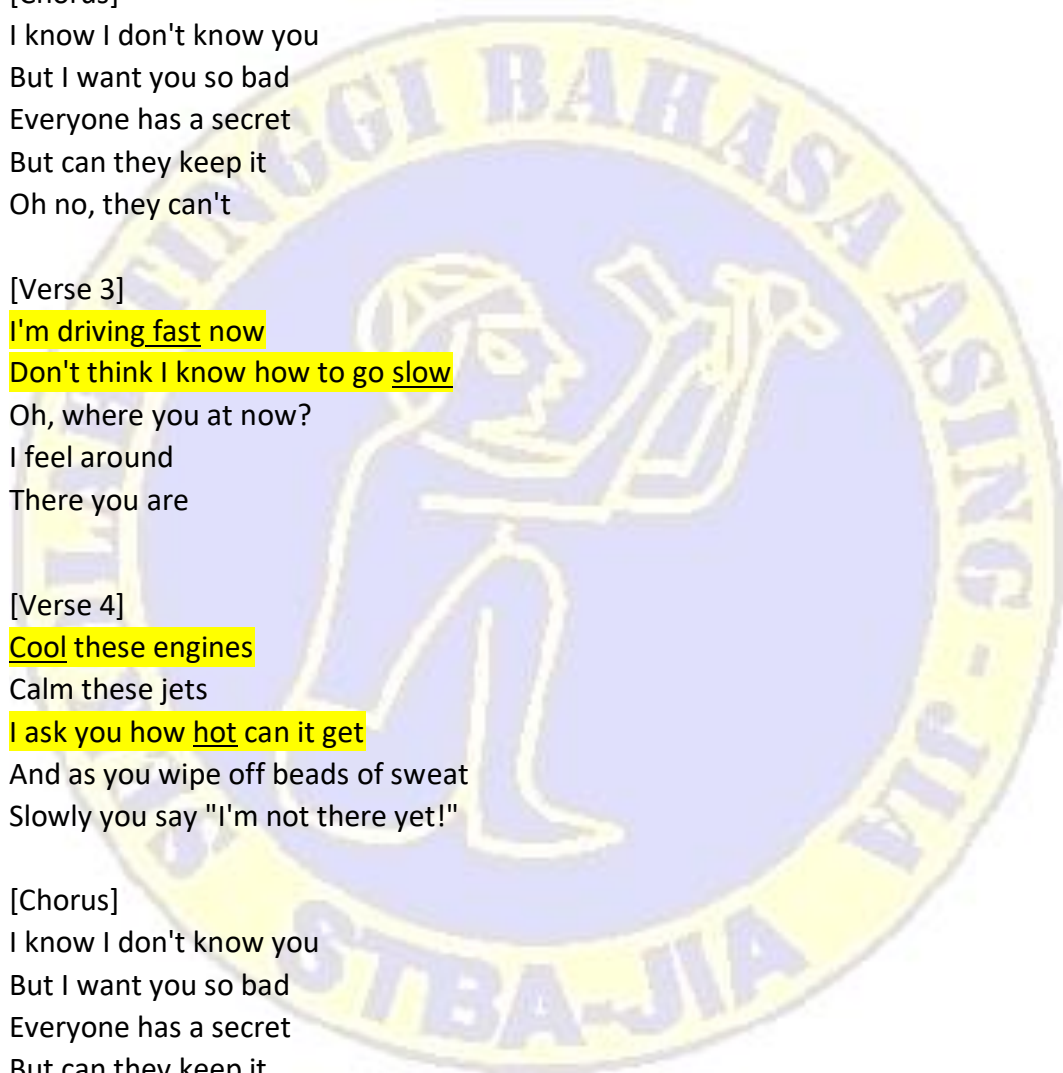 [Chorus]
I know I don't know you
But I want you so bad
Everyone has a secret
But can they keep it
Oh no, they can't
[Verse 3]
I'm driving fast now
Don't think I know how to go slow
Oh, where you at now?
I feel around
There you are
[Verse 4]
Cool these engines
Calm these jets
I ask you how hot can it get
And as you wipe off beads of sweat
Slowly you say "I'm not there yet!"
[Chorus]
I know I don't know you
But I want you so bad
Everyone has a secret
But can they keep it
TINGGI BAHASA ASING - JIA
STBA-JIA